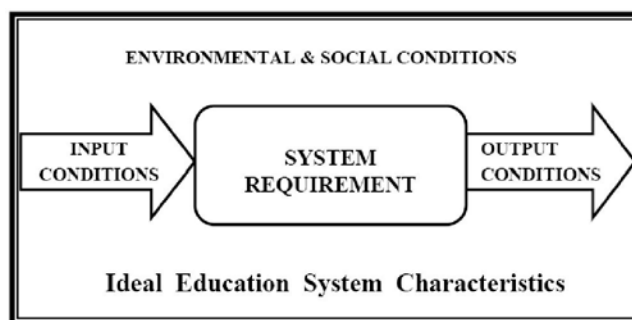 ENVIRONMENTAL & SOCIAL CONDITIONS
INPUT
CONDITIONS
SYSTEM
REQUIREMENT
OUTPUT
CONDITIONS
Ideal Education System Characteristics